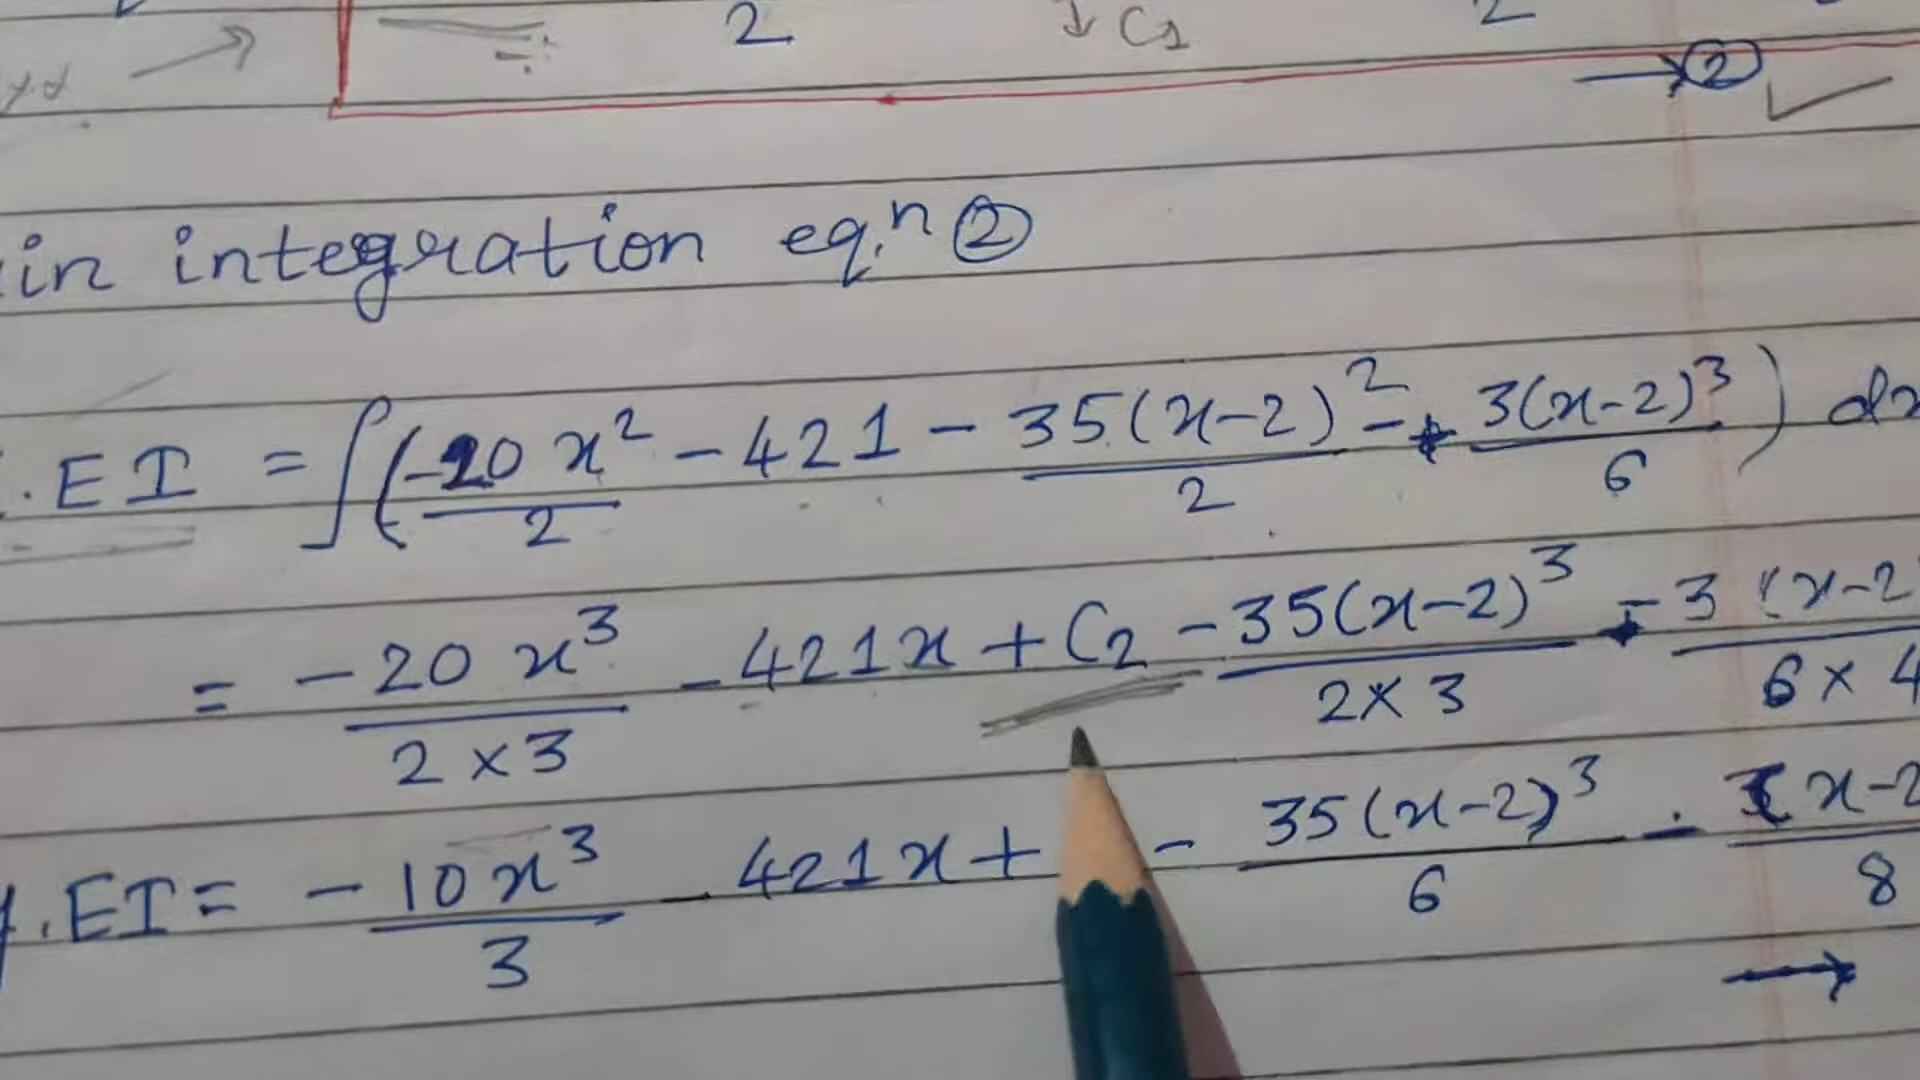 2 ↓ C1 2
→ ②
in integration eq.n ②
.EI = ∫(-20x²/2 - 421 - 35(x-2)²/2 - 3(x-2)³/6) dx
= -20x³/2×3 - 421x + C2 - 35(x-2)³/2×3 - 3(x-2/6×4
y.EI = -10x³/3 - 421x + - 35(x-2)³/6 - (x-2/8
→